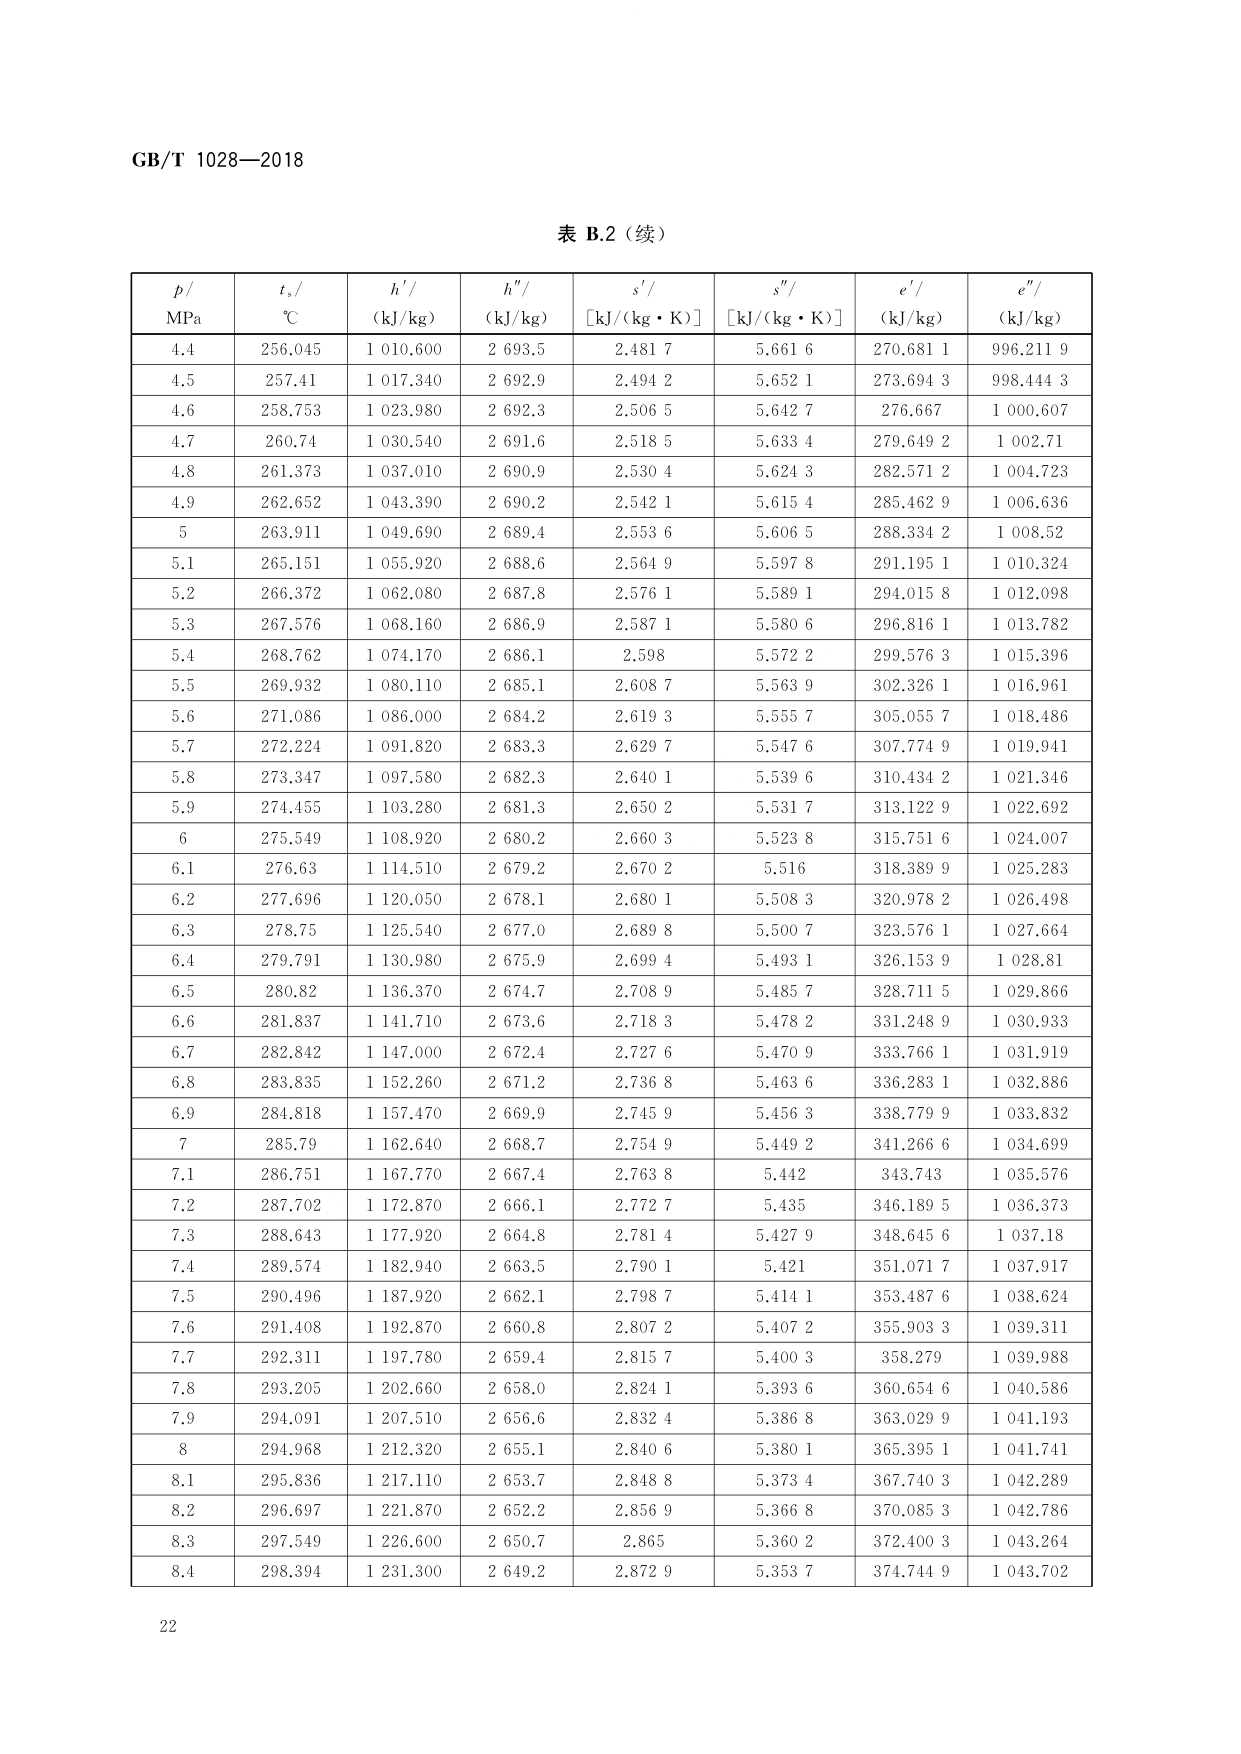 GB/T 1028—2018
表 B.2（续）
p/ tₛ/ h′/ h″/ s′/ s″/ e′/ e″/
MPa ℃ (kJ/kg) (kJ/kg) [kJ/(kg·K)] [kJ/(kg·K)] (kJ/kg) (kJ/kg)
4.4 256.045 1 010.600 2 693.5 2.481 7 5.661 6 270.681 1 996.211 9
4.5 257.41 1 017.340 2 692.9 2.494 2 5.652 1 273.694 3 998.444 3
4.6 258.753 1 023.980 2 692.3 2.506 5 5.642 7 276.667 1 000.607
4.7 260.74 1 030.540 2 691.6 2.518 5 5.633 4 279.649 2 1 002.71
4.8 261.373 1 037.010 2 690.9 2.530 4 5.624 3 282.571 2 1 004.723
4.9 262.652 1 043.390 2 690.2 2.542 1 5.615 4 285.462 9 1 006.636
5 263.911 1 049.690 2 689.4 2.553 6 5.606 5 288.334 2 1 008.52
5.1 265.151 1 055.920 2 688.6 2.564 9 5.597 8 291.195 1 1 010.324
5.2 266.372 1 062.080 2 687.8 2.576 1 5.589 1 294.015 8 1 012.098
5.3 267.576 1 068.160 2 686.9 2.587 1 5.580 6 296.816 1 1 013.782
5.4 268.762 1 074.170 2 686.1 2.598 5.572 2 299.576 3 1 015.396
5.5 269.932 1 080.110 2 685.1 2.608 7 5.563 9 302.326 1 1 016.961
5.6 271.086 1 086.000 2 684.2 2.619 3 5.555 7 305.055 7 1 018.486
5.7 272.224 1 091.820 2 683.3 2.629 7 5.547 6 307.774 9 1 019.941
5.8 273.347 1 097.580 2 682.3 2.640 1 5.539 6 310.434 2 1 021.346
5.9 274.455 1 103.280 2 681.3 2.650 2 5.531 7 313.122 9 1 022.692
6 275.549 1 108.920 2 680.2 2.660 3 5.523 8 315.751 6 1 024.007
6.1 276.63 1 114.510 2 679.2 2.670 2 5.516 318.389 9 1 025.283
6.2 277.696 1 120.050 2 678.1 2.680 1 5.508 3 320.978 2 1 026.498
6.3 278.75 1 125.540 2 677.0 2.689 8 5.500 7 323.576 1 1 027.664
6.4 279.791 1 130.980 2 675.9 2.699 4 5.493 1 326.153 9 1 028.81
6.5 280.82 1 136.370 2 674.7 2.708 9 5.485 7 328.711 5 1 029.866
6.6 281.837 1 141.710 2 673.6 2.718 3 5.478 2 331.248 9 1 030.933
6.7 282.842 1 147.000 2 672.4 2.727 6 5.470 9 333.766 1 1 031.919
6.8 283.835 1 152.260 2 671.2 2.736 8 5.463 6 336.283 1 1 032.886
6.9 284.818 1 157.470 2 669.9 2.745 9 5.456 3 338.779 9 1 033.832
7 285.79 1 162.640 2 668.7 2.754 9 5.449 2 341.266 6 1 034.699
7.1 286.751 1 167.770 2 667.4 2.763 8 5.442 343.743 1 035.576
7.2 287.702 1 172.870 2 666.1 2.772 7 5.435 346.189 5 1 036.373
7.3 288.643 1 177.920 2 664.8 2.781 4 5.427 9 348.645 6 1 037.18
7.4 289.574 1 182.940 2 663.5 2.790 1 5.421 351.071 7 1 037.917
7.5 290.496 1 187.920 2 662.1 2.798 7 5.414 1 353.487 6 1 038.624
7.6 291.408 1 192.870 2 660.8 2.807 2 5.407 2 355.903 3 1 039.311
7.7 292.311 1 197.780 2 659.4 2.815 7 5.400 3 358.279 1 039.988
7.8 293.205 1 202.660 2 658.0 2.824 1 5.393 6 360.654 6 1 040.586
7.9 294.091 1 207.510 2 656.6 2.832 4 5.386 8 363.029 9 1 041.193
8 294.968 1 212.320 2 655.1 2.840 6 5.380 1 365.395 1 1 041.741
8.1 295.836 1 217.110 2 653.7 2.848 8 5.373 4 367.740 3 1 042.289
8.2 296.697 1 221.870 2 652.2 2.856 9 5.366 8 370.085 3 1 042.786
8.3 297.549 1 226.600 2 650.7 2.865 5.360 2 372.400 3 1 043.264
8.4 298.394 1 231.300 2 649.2 2.872 9 5.353 7 374.744 9 1 043.702
22